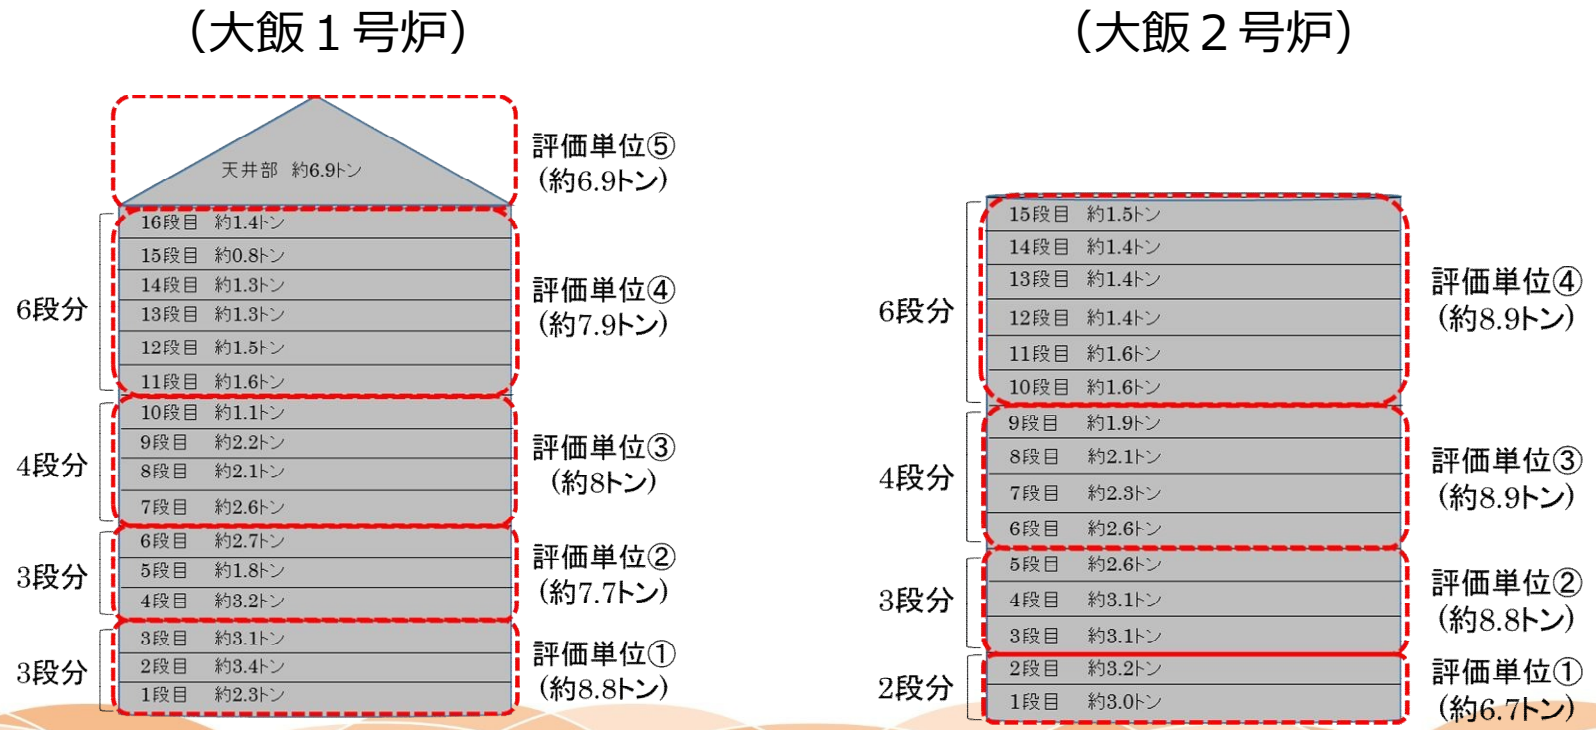 （大飯１号炉）
天井部 約6.9トン
評価単位⑤
(約6.9トン)
6段分
16段目 約1.4トン
15段目 約0.8トン
14段目 約1.3トン
13段目 約1.3トン
12段目 約1.5トン
11段目 約1.6トン
評価単位④
(約7.9トン)
4段分
10段目 約1.1トン
9段目 約2.2トン
8段目 約2.1トン
7段目 約2.6トン
評価単位③
(約8トン)
3段分
6段目 約2.7トン
5段目 約1.8トン
4段目 約3.2トン
評価単位②
(約7.7トン)
3段分
3段目 約3.1トン
2段目 約3.4トン
1段目 約2.3トン
評価単位①
(約8.8トン)
（大飯２号炉）
6段分
15段目 約1.5トン
14段目 約1.4トン
13段目 約1.4トン
12段目 約1.4トン
11段目 約1.6トン
10段目 約1.6トン
評価単位④
(約8.9トン)
4段分
9段目 約1.9トン
8段目 約2.1トン
7段目 約2.3トン
6段目 約2.6トン
評価単位③
(約8.9トン)
3段分
5段目 約2.6トン
4段目 約3.1トン
3段目 約3.1トン
評価単位②
(約8.8トン)
2段分
2段目 約3.2トン
1段目 約3.0トン
評価単位①
(約6.7トン)